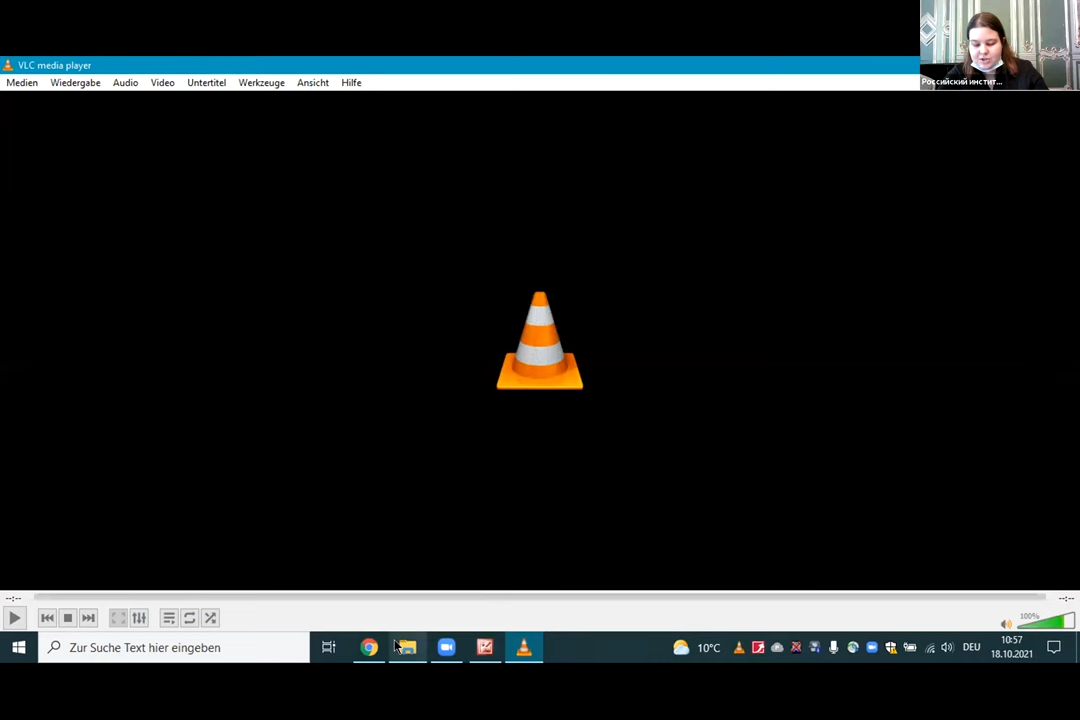 VLC media player
Medien Wiedergabe Audio Video Untertitel Werkzeuge Ansicht Hilfe
Российский инстит...
--:-- --:--
100%
Zur Suche Text hier eingeben
10°C
DEU
10:57
18.10.2021